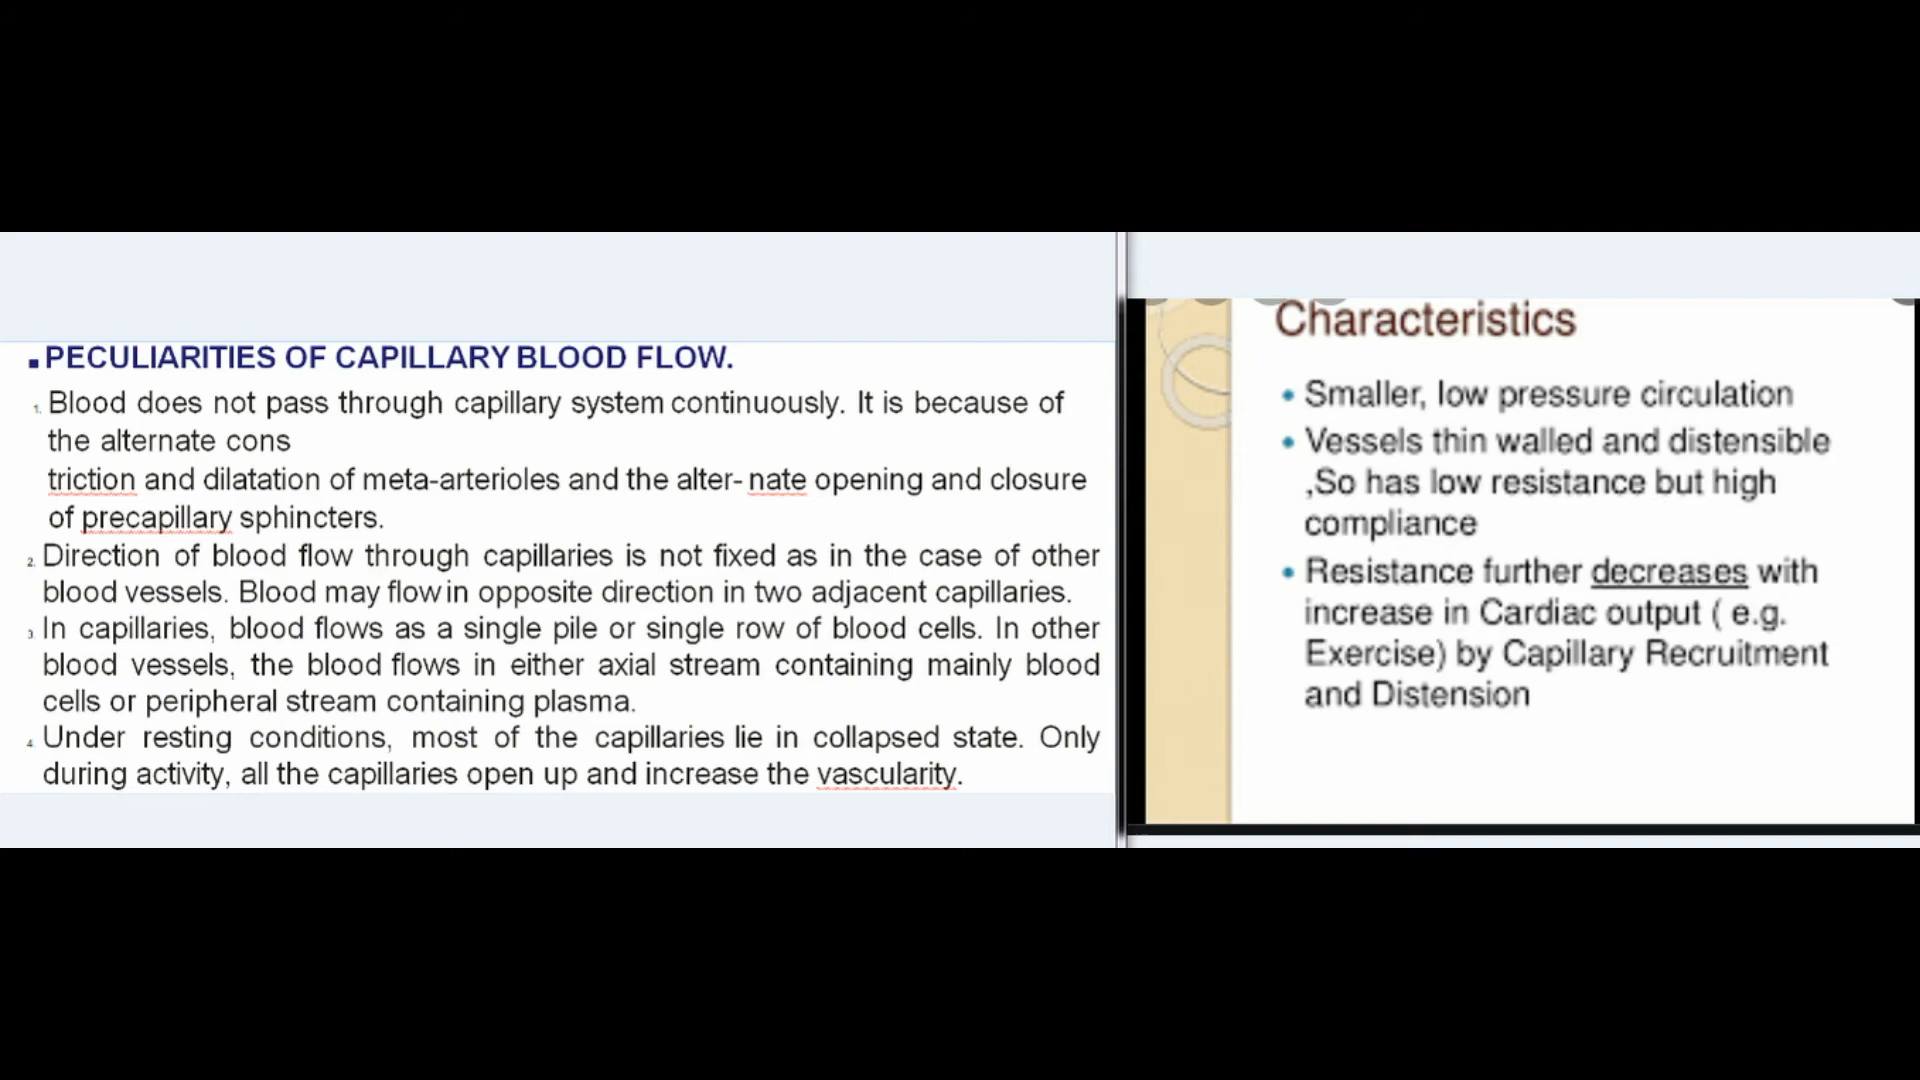 PECULIARITIES OF CAPILLARY BLOOD FLOW.
1. Blood does not pass through capillary system continuously. It is because of
the alternate cons
triction and dilatation of meta-arterioles and the alter- nate opening and closure
of precapillary sphincters.
2. Direction of blood flow through capillaries is not fixed as in the case of other
blood vessels. Blood may flow in opposite direction in two adjacent capillaries.
3. In capillaries, blood flows as a single pile or single row of blood cells. In other
blood vessels, the blood flows in either axial stream containing mainly blood
cells or peripheral stream containing plasma.
4. Under resting conditions, most of the capillaries lie in collapsed state. Only
during activity, all the capillaries open up and increase the vascularity.
Characteristics
• Smaller, low pressure circulation
• Vessels thin walled and distensible
,So has low resistance but high
compliance
• Resistance further decreases with
increase in Cardiac output ( e.g.
Exercise) by Capillary Recruitment
and Distension